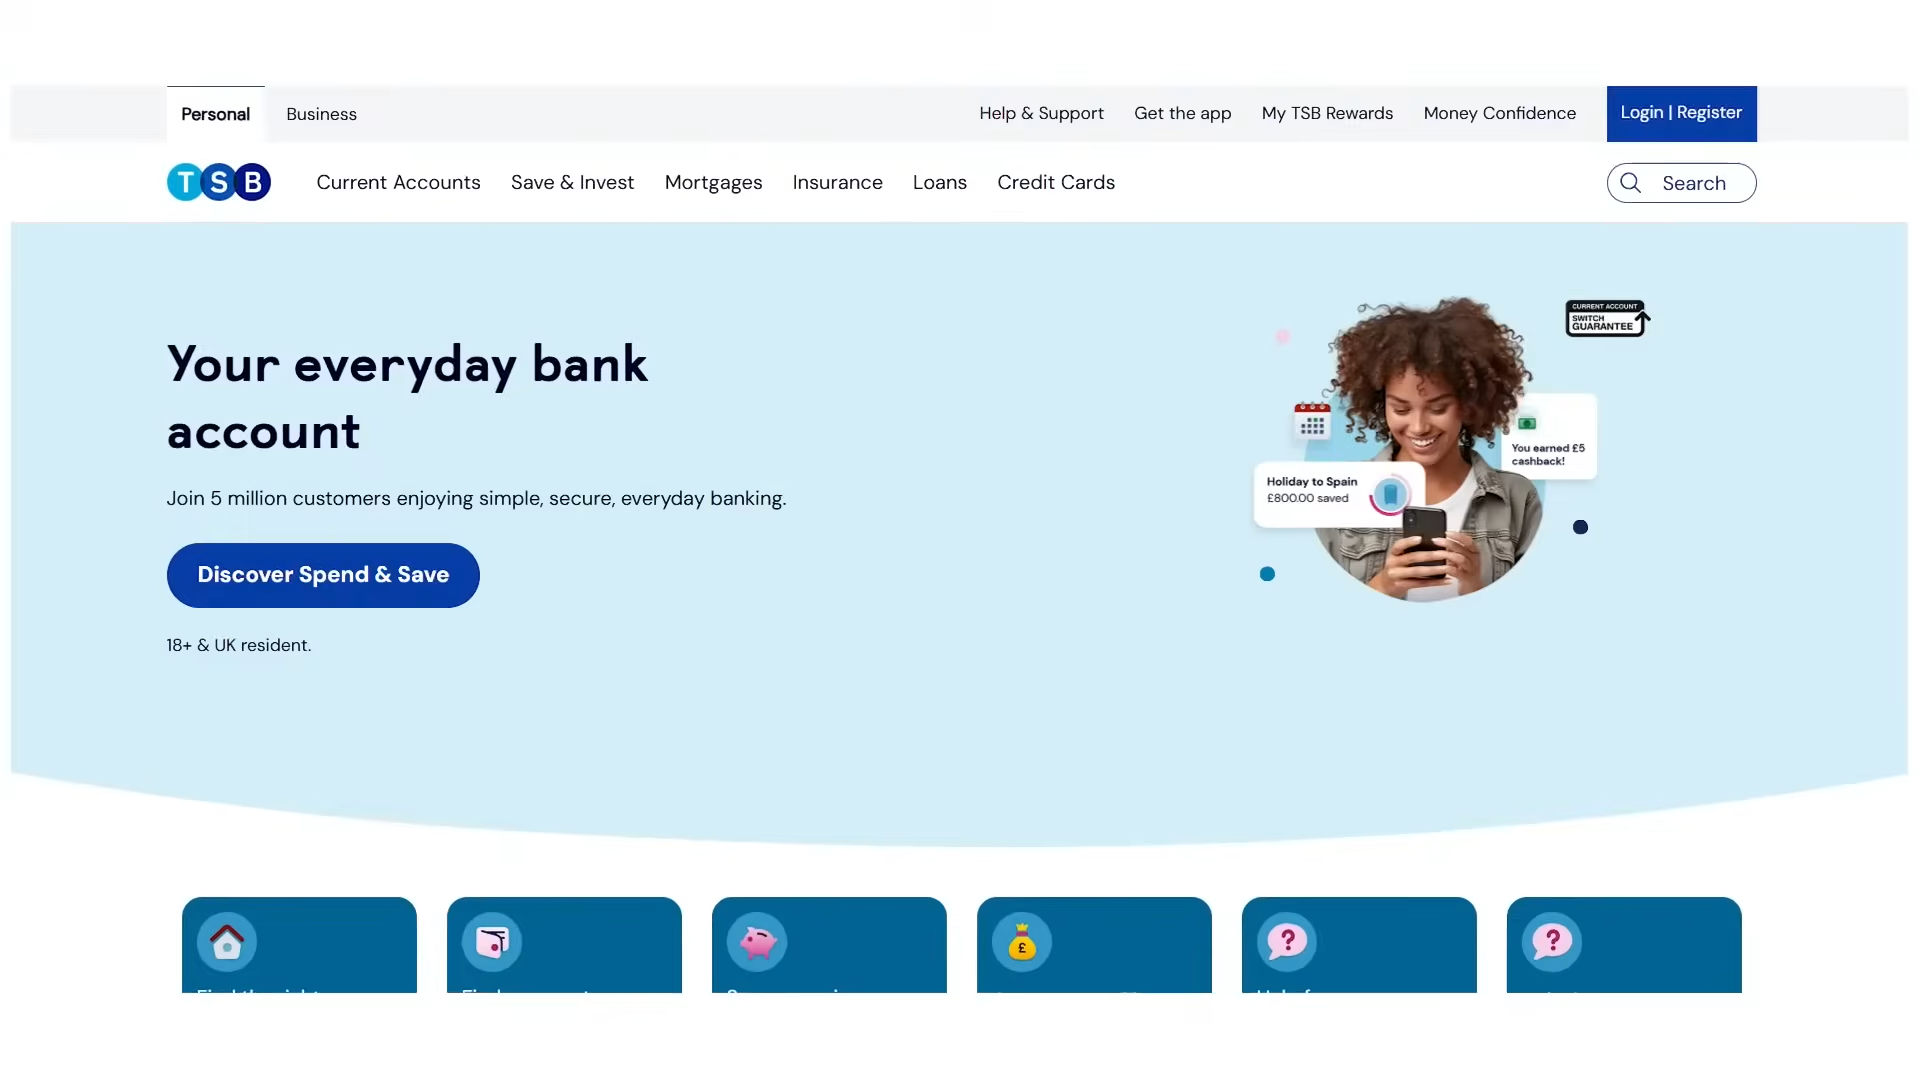 Personal
Business
Help & Support
Get the app
My TSB Rewards
Money Confidence
Login | Register
TSB
Current Accounts
Save & Invest
Mortgages
Insurance
Loans
Credit Cards
Search
Your everyday bank
account
Join 5 million customers enjoying simple, secure, everyday banking.
Discover Spend & Save
18+ & UK resident.
CURRENT ACCOUNT
SWITCH
GUARANTEE
You earned £5
cashback!
Holiday to Spain
£800.00 saved